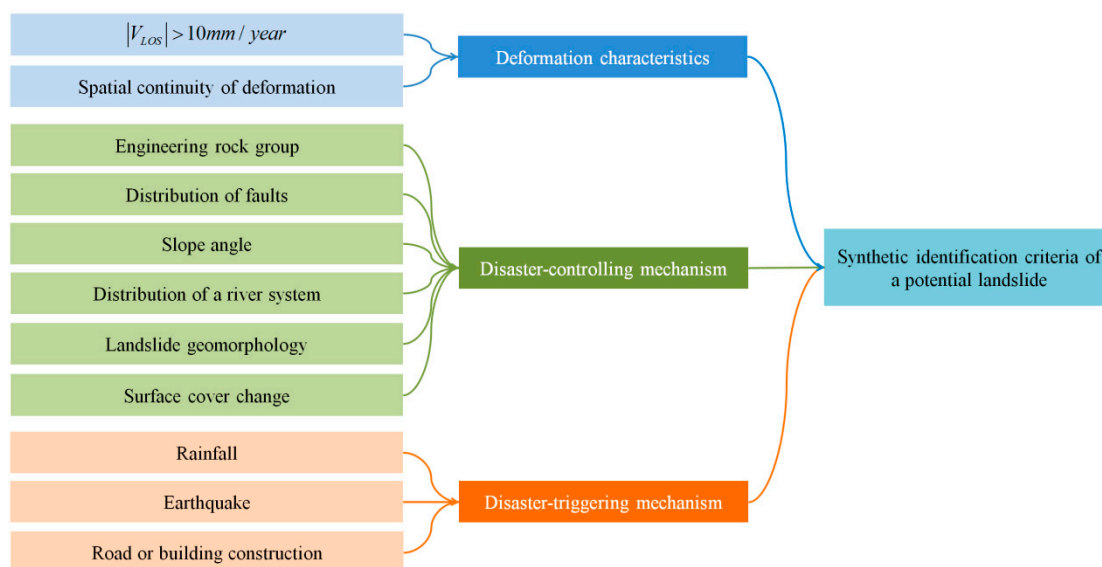 |V_LOS| > 10mm / year
Spatial continuity of deformation
Deformation characteristics
Engineering rock group
Distribution of faults
Slope angle
Distribution of a river system
Landslide geomorphology
Surface cover change
Disaster-controlling mechanism
Rainfall
Earthquake
Road or building construction
Disaster-triggering mechanism
Synthetic identification criteria of
a potential landslide